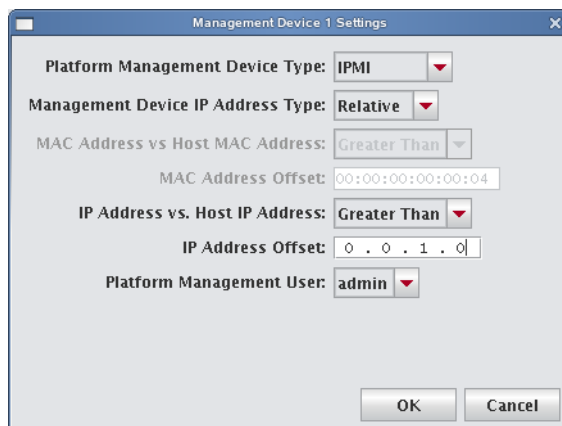 Management Device 1 Settings
Platform Management Device Type: IPMI
Management Device IP Address Type: Relative
MAC Address vs Host MAC Address: Greater Than
MAC Address Offset: 00:00:00:00:00:04
IP Address vs. Host IP Address: Greater Than
IP Address Offset: 0 . 0 . 1 . 0
Platform Management User: admin
OK Cancel